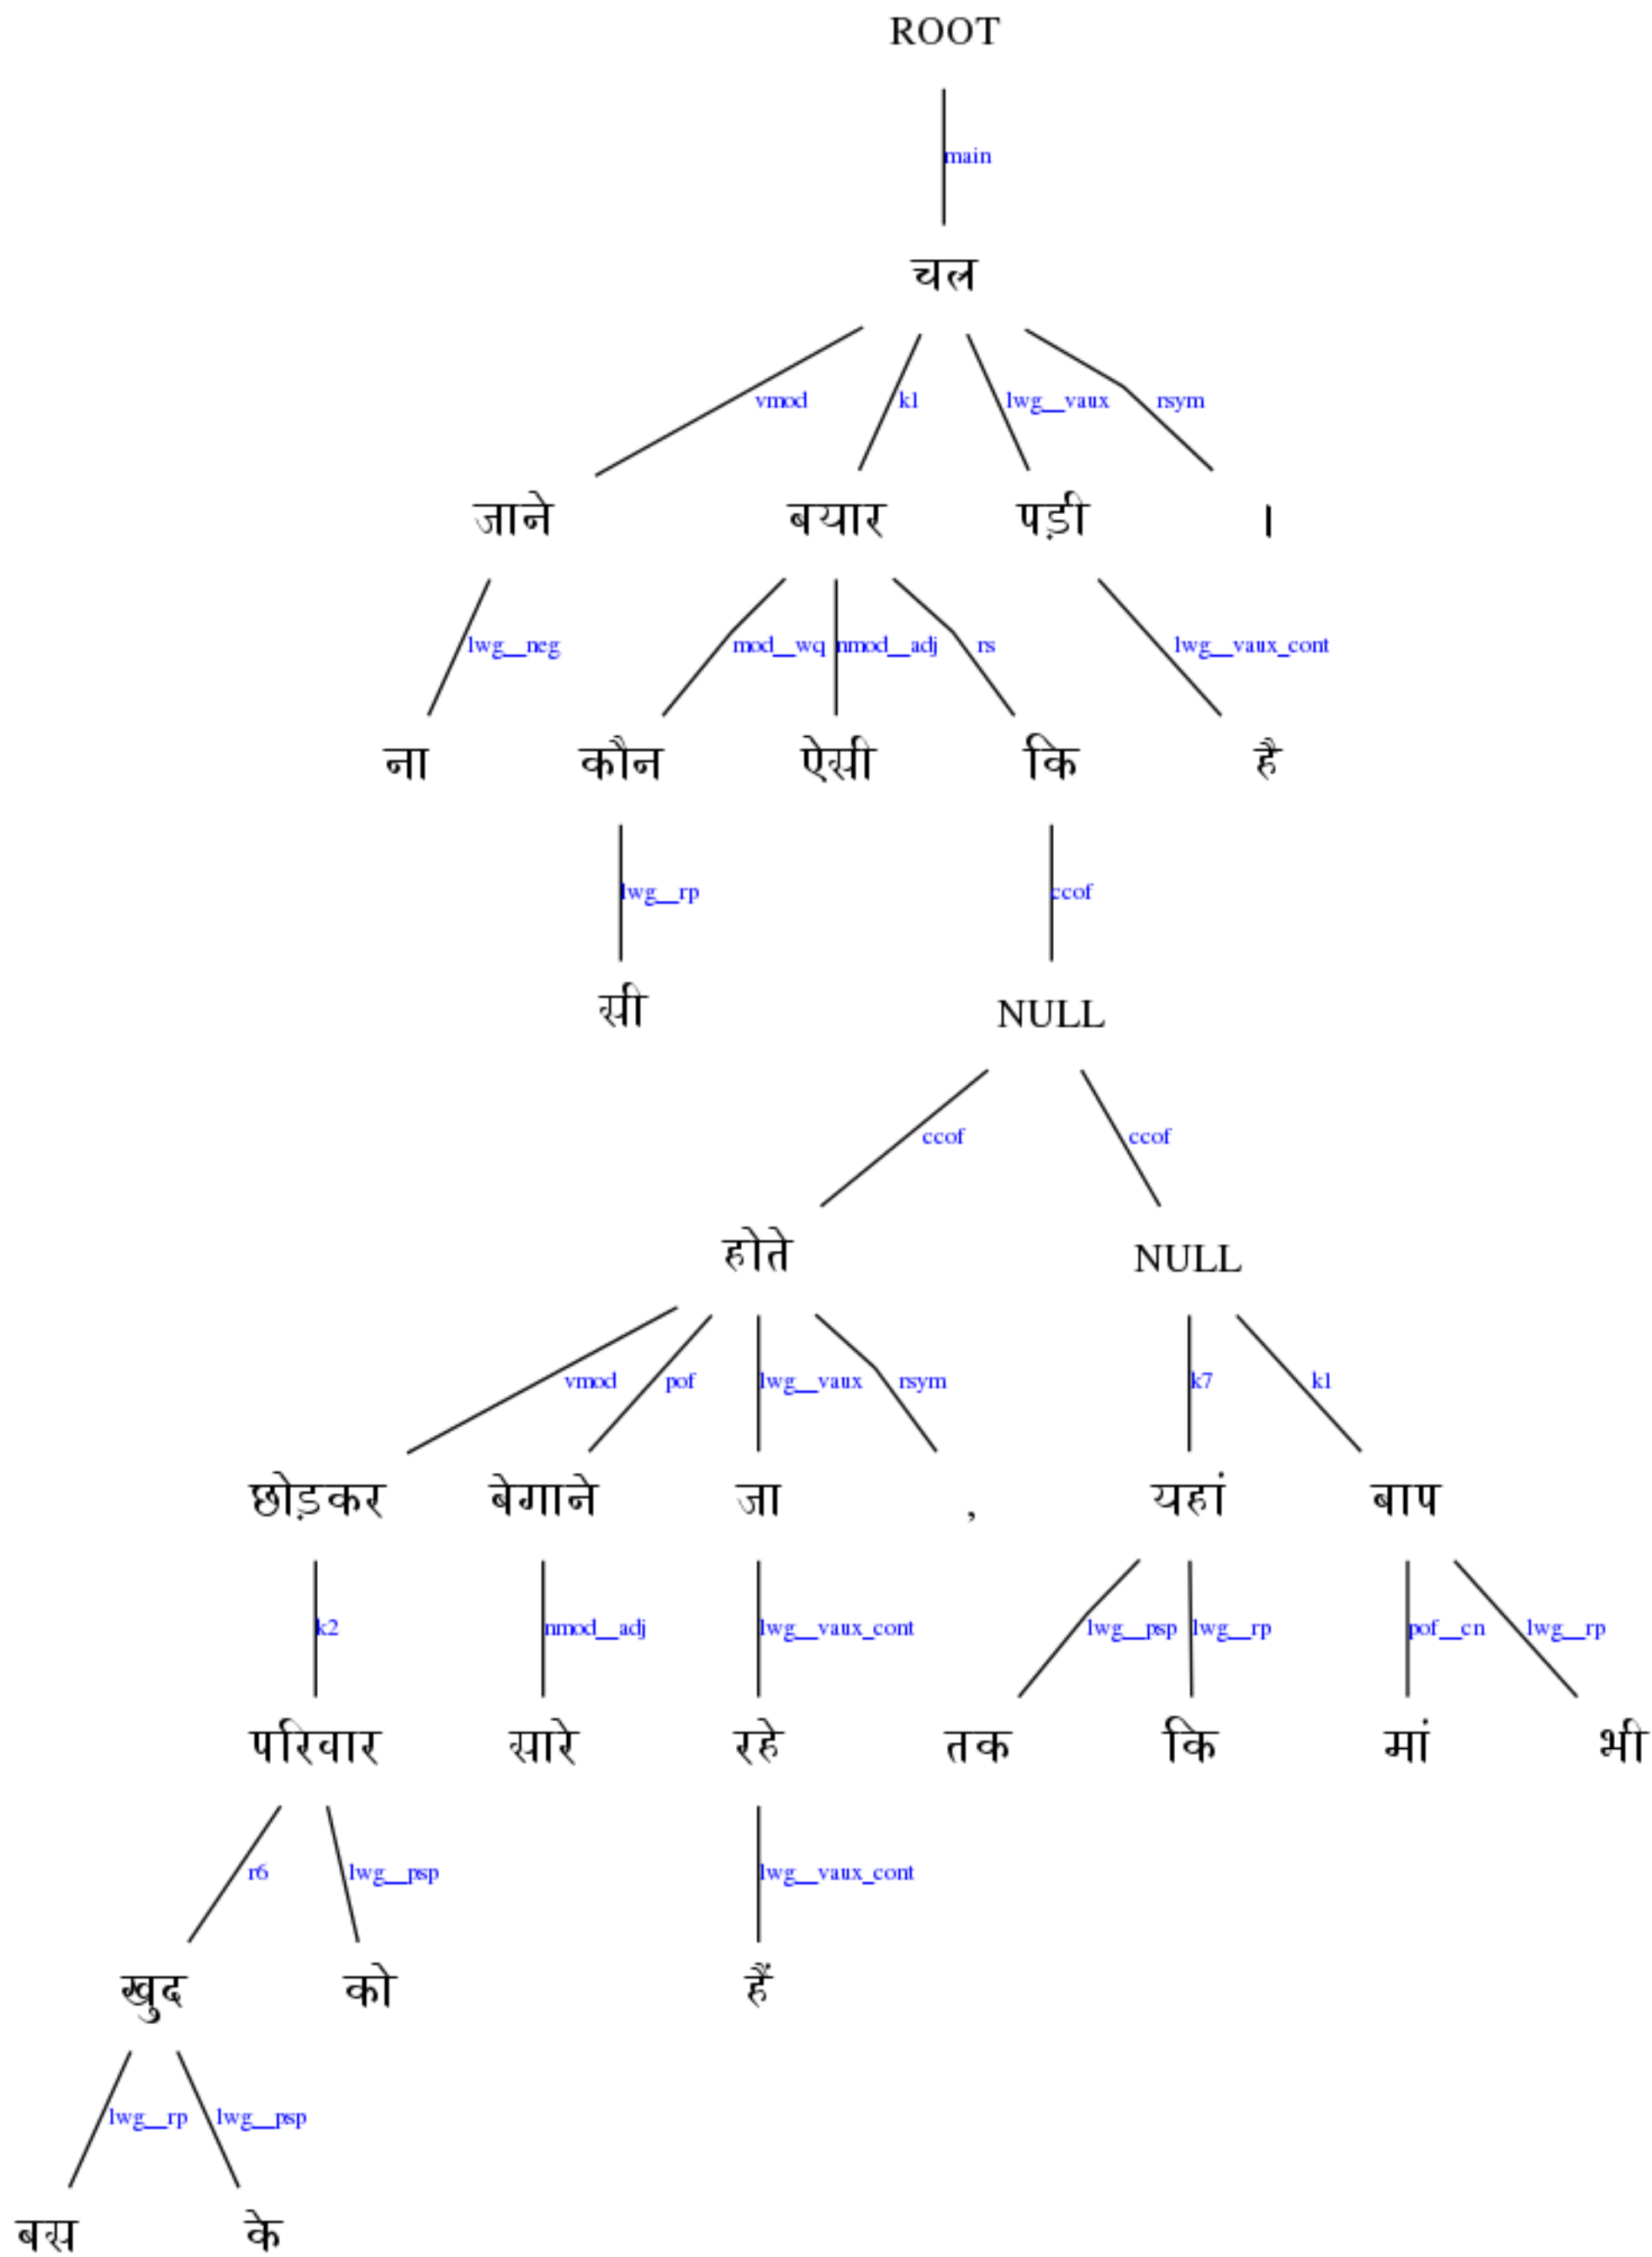 ROOT
main
चल
vmod k1 lwg__vaux rsym
जाने बयार पड़ी ।
lwg__neg mod__wq nmod__adj rs lwg__vaux_cont
ना कौन ऐसी कि है
lwg__rp ccof
सी NULL
ccof ccof
होते NULL
vmod pof lwg__vaux rsym k7 k1
छोड़कर बेगाने जा , यहां बाप
k2 nmod__adj lwg__vaux_cont lwg__psp lwg__rp pof__cn lwg__rp
परिवार सारे रहे तक कि मां भी
r6 lwg__psp lwg__vaux_cont
खुद को हैं
lwg__rp lwg__psp
बस के